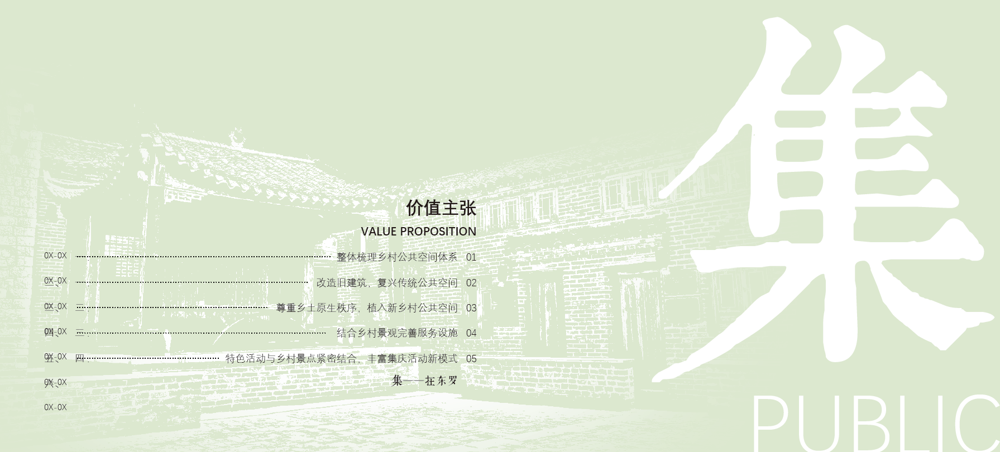 集
PUBLIC
价值主张
VALUE PROPOSITION
0X-0X 整体梳理乡村公共空间体系 01
0X-0X 改造旧建筑，复兴传统公共空间 02
0X-0X 尊重乡土原生秩序，植入新乡村公共空间 03
0X-0X 四、 三. 结合乡村景观完善服务设施 04
0X-0X 五、 四. 特色活动与乡村景点紧密结合，丰富集庆活动新模式 05
0X-0X 集——在东罗
0X-0X